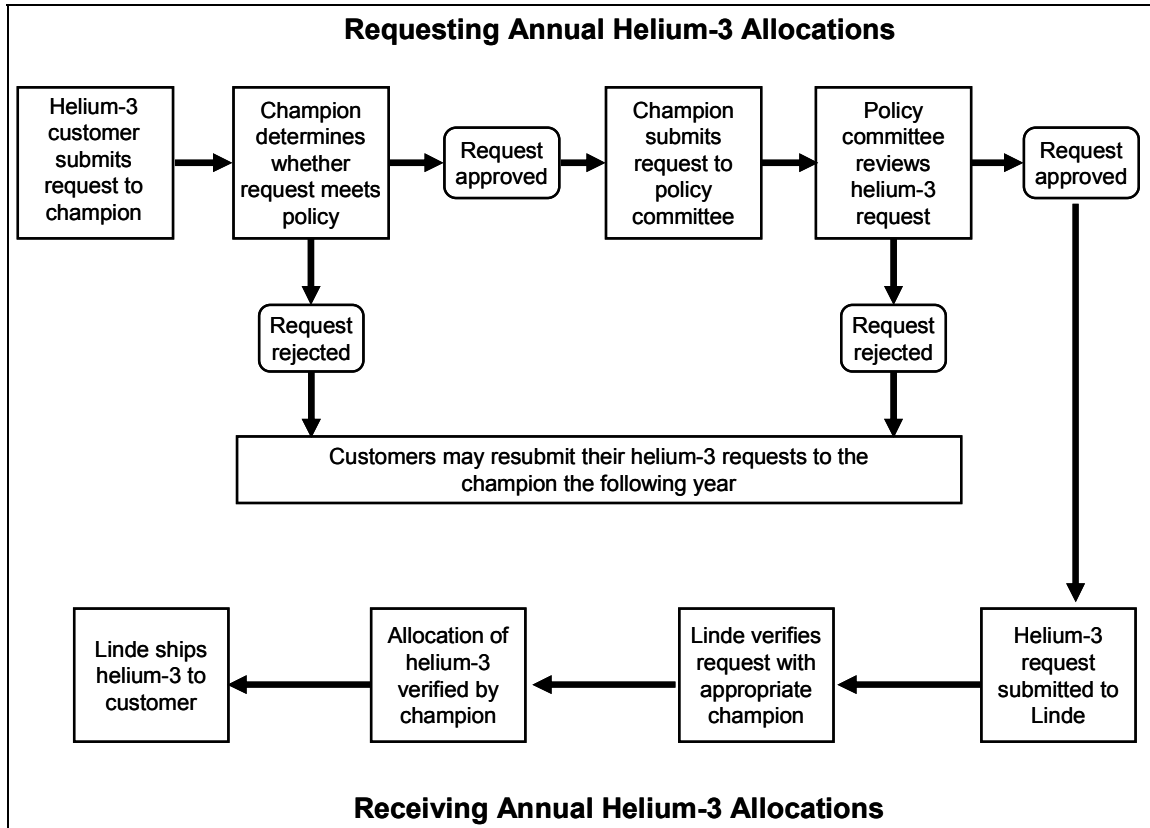 Requesting Annual Helium-3 Allocations
Helium-3
customer
submits
request to
champion
Champion
determines
whether
request meets
policy
Request
approved
Champion
submits
request to
policy
committee
Policy
committee
reviews
helium-3
request
Request
approved
Request
rejected
Request
rejected
Customers may resubmit their helium-3 requests to the
champion the following year
Helium-3
request
submitted to
Linde
Linde verifies
request with
appropriate
champion
Allocation of
helium-3
verified by
champion
Linde ships
helium-3 to
customer
Receiving Annual Helium-3 Allocations